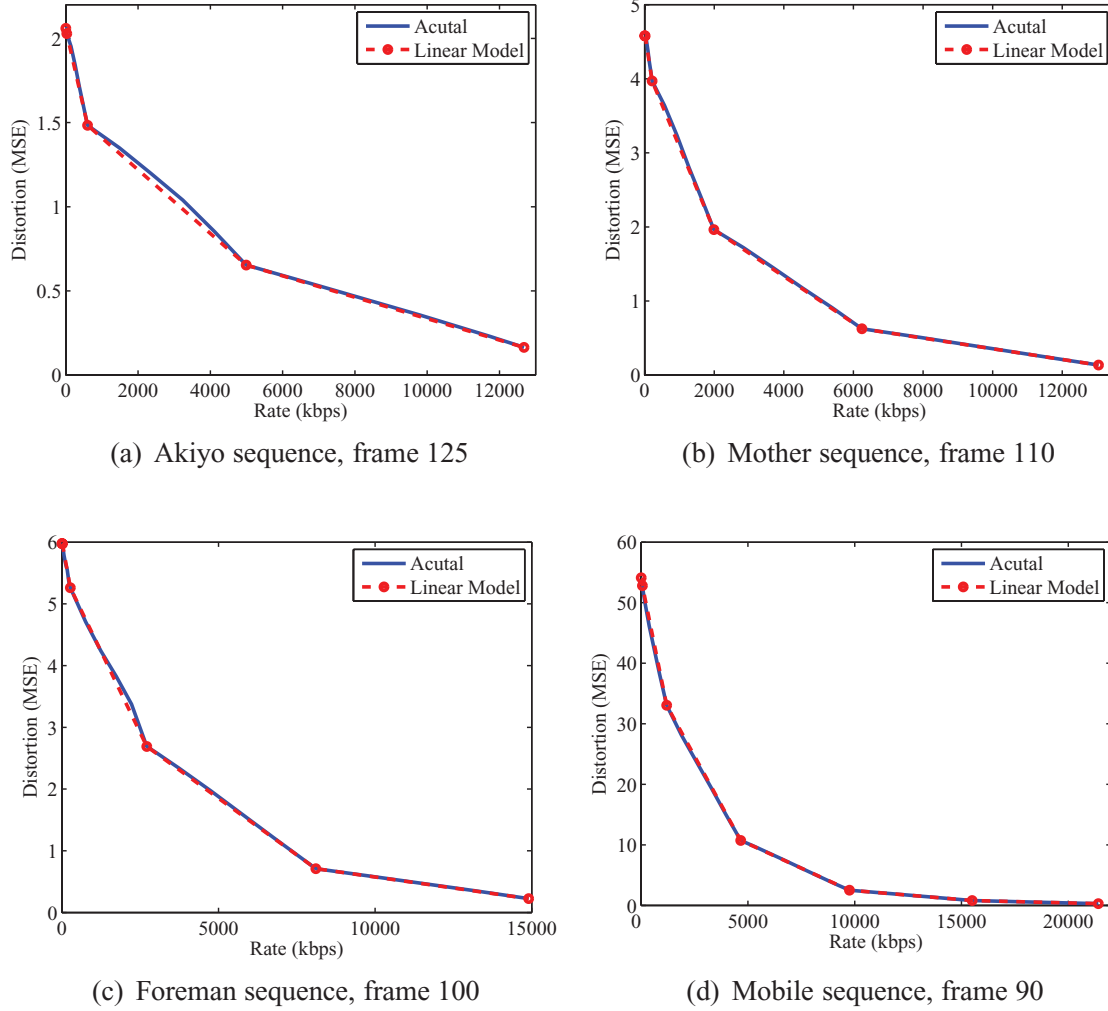 Acutal
Linear Model
2
1.5
1
0.5
0
Distortion (MSE)
0 2000 4000 6000 8000 10000 12000
Rate (kbps)
(a) Akiyo sequence, frame 125
Acutal
Linear Model
5
4
3
2
1
0
Distortion (MSE)
0 2000 4000 6000 8000 10000 12000
Rate (kbps)
(b) Mother sequence, frame 110
Acutal
Linear Model
6
5
4
3
2
1
0
Distortion (MSE)
0 5000 10000 15000
Rate (kbps)
(c) Foreman sequence, frame 100
Acutal
Linear Model
60
50
40
30
20
10
0
Distortion (MSE)
0 5000 10000 15000 20000
Rate (kbps)
(d) Mobile sequence, frame 90